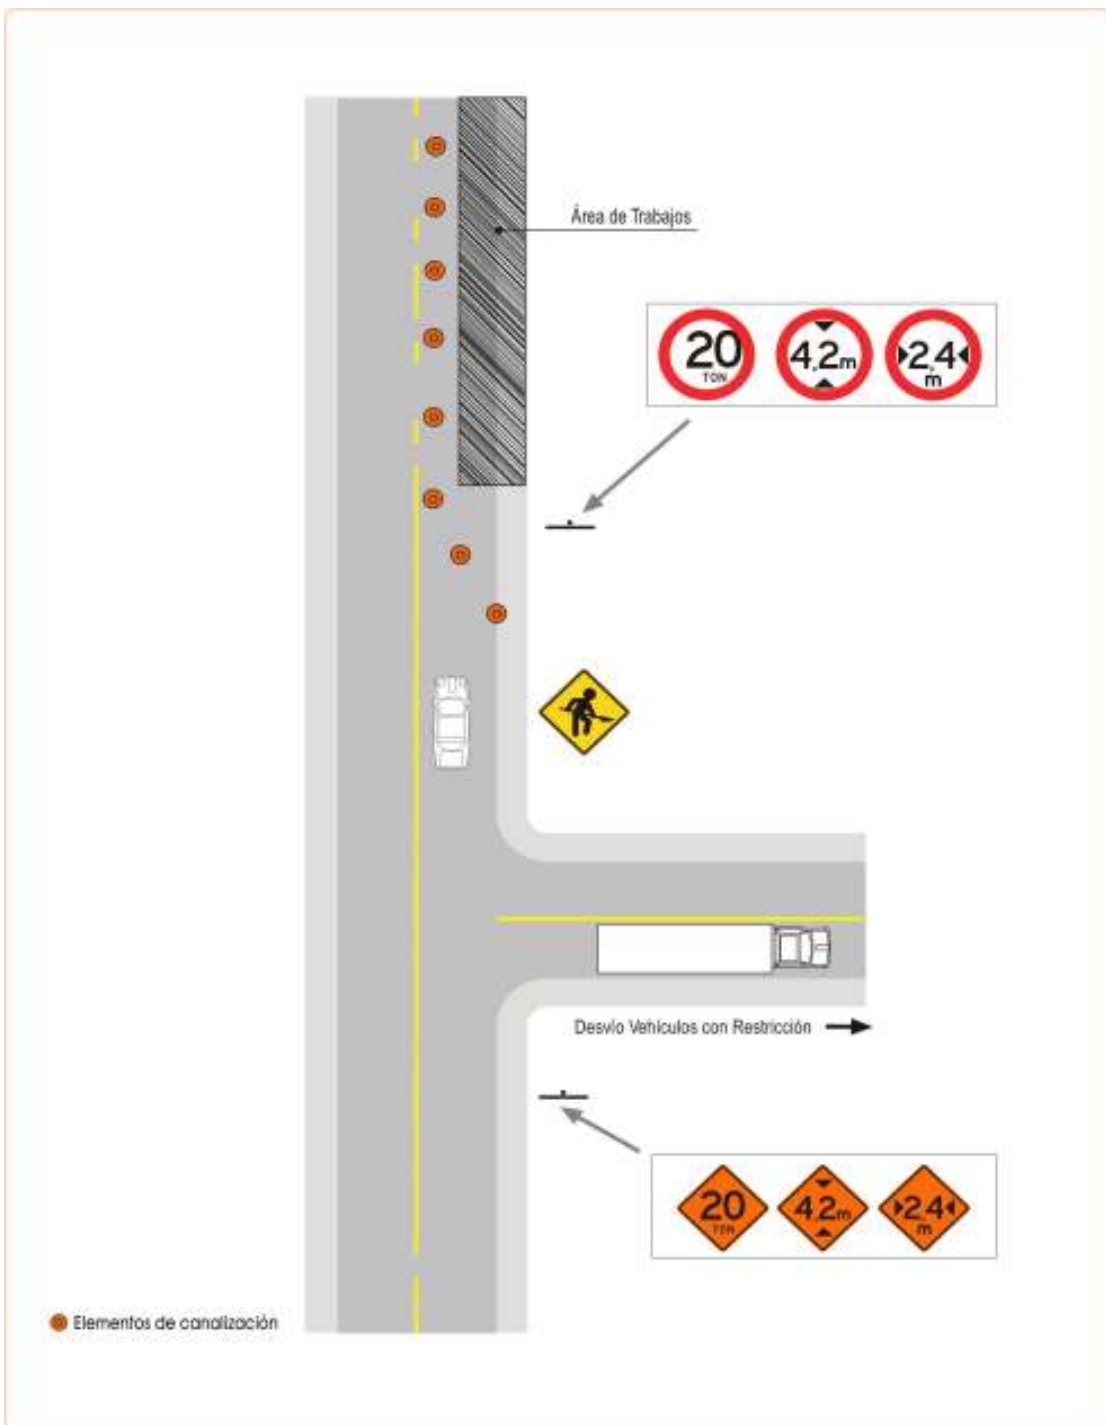 Área de Trabajos
20
TON
4,2m
2,4
m
Desvío Vehículos con Restricción
20
TON
4,2m
2,4
m
Elementos de canalización